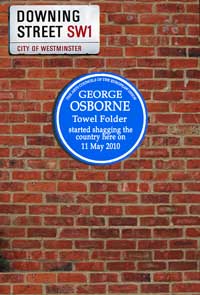 DOWNING
STREET SW1
CITY OF WESTMINSTER
GEORGE
OSBORNE
Towel Folder
started shagging the
country here on
11 May 2010